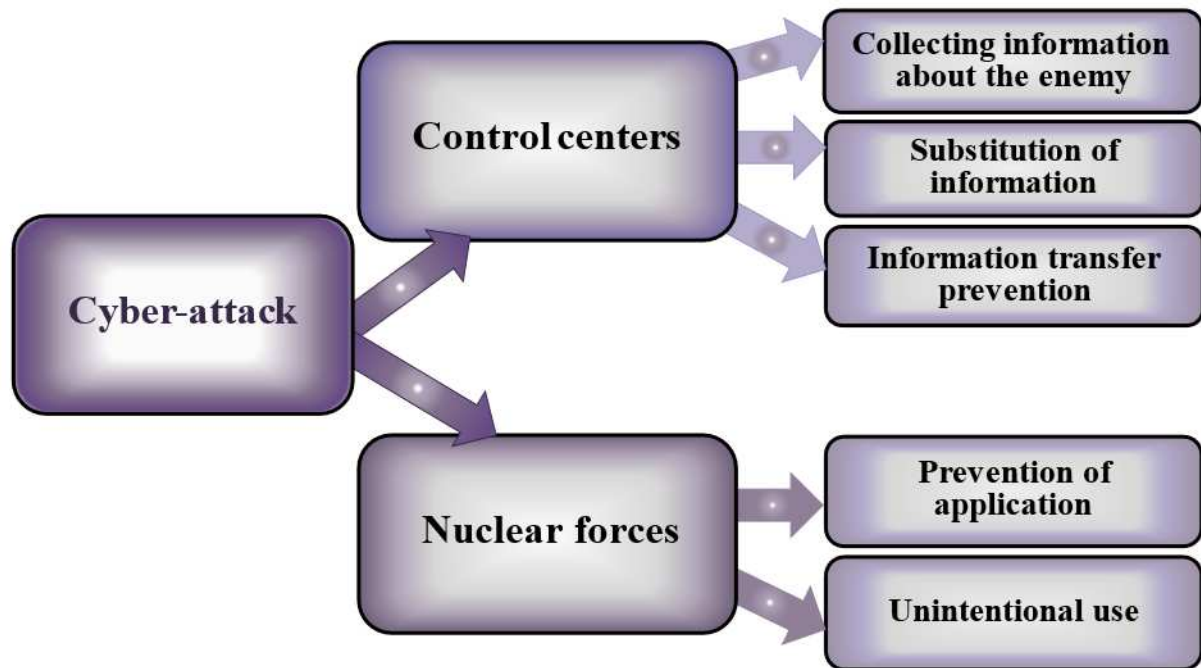 Cyber-attack
Control centers
Collecting information
about the enemy
Substitution of
information
Information transfer
prevention
Nuclear forces
Prevention of
application
Unintentional use